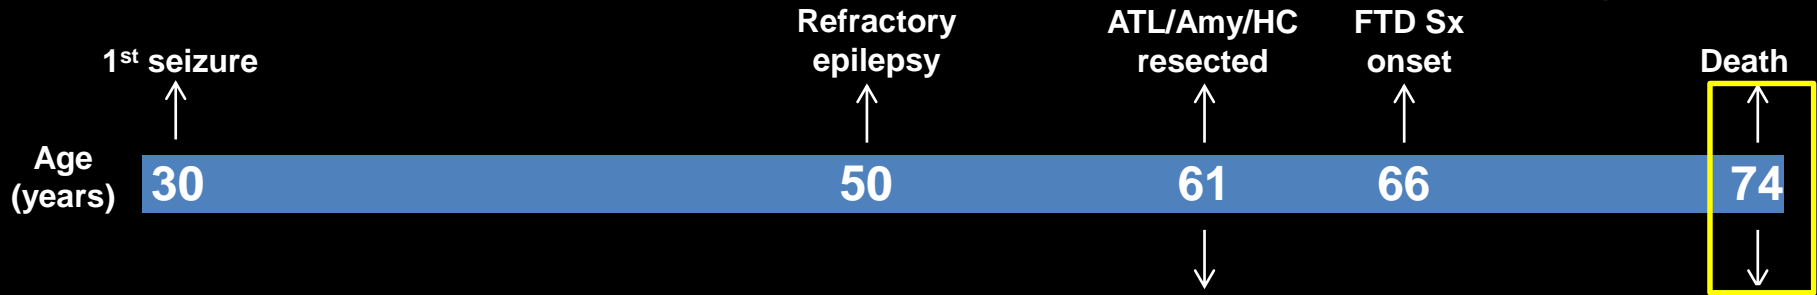 1st seizure
Refractory
epilepsy
ATL/Amy/HC
resected
FTD Sx
onset
Death
Age
(years)
30
50
61
66
74